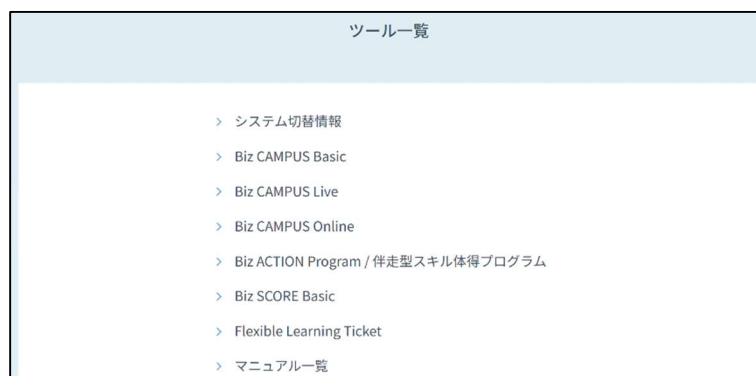 ツール一覧
システム切替情報
Biz CAMPUS Basic
Biz CAMPUS Live
Biz CAMPUS Online
Biz ACTION Program / 伴走型スキル体得プログラム
Biz SCORE Basic
Flexible Learning Ticket
マニュアル一覧